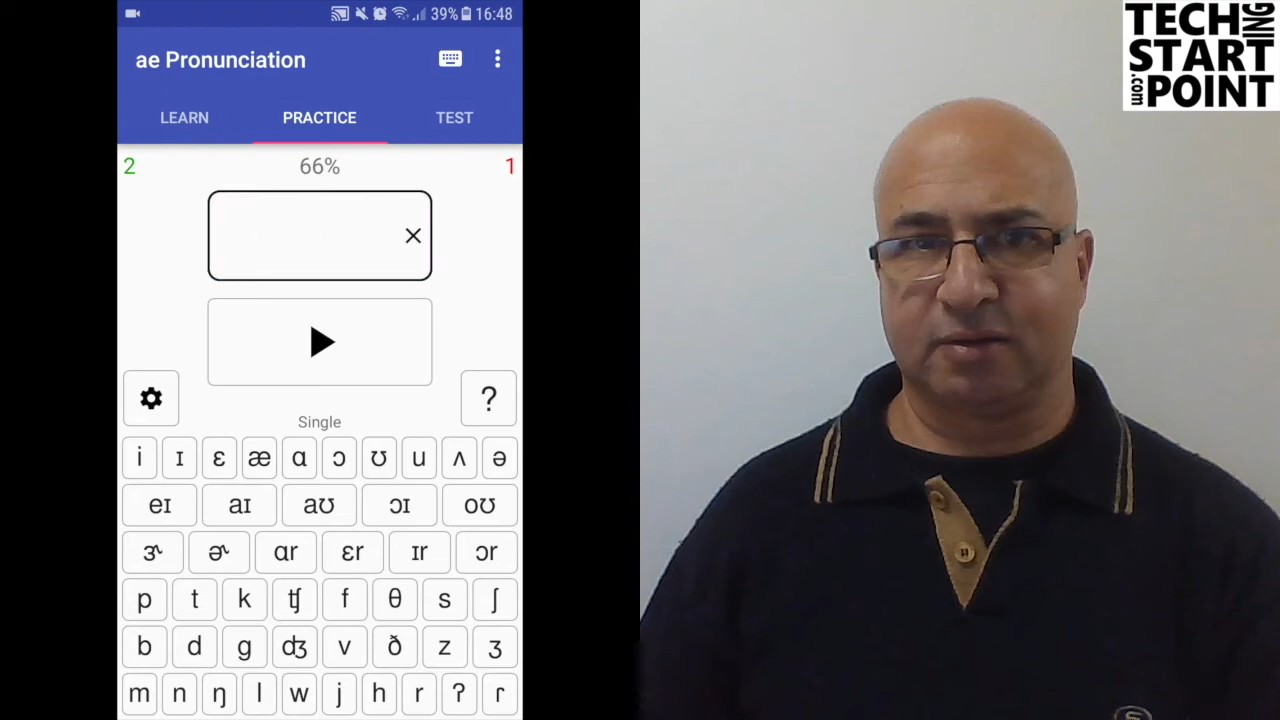 39% 16:48
ae Pronunciation
LEARN PRACTICE TEST
2 66% 1
×
?
Single
i ɪ ɛ æ ɑ ɔ ʊ u ʌ ə
eɪ aɪ aʊ ɔɪ oʊ
ɝ ɚ ɑr ɛr ɪr ɔr
p t k ʧ f θ s ʃ
b d g ʤ v ð z ʒ
m n ŋ l w j h r ʔ ɾ
TECHING
START
.com POINT